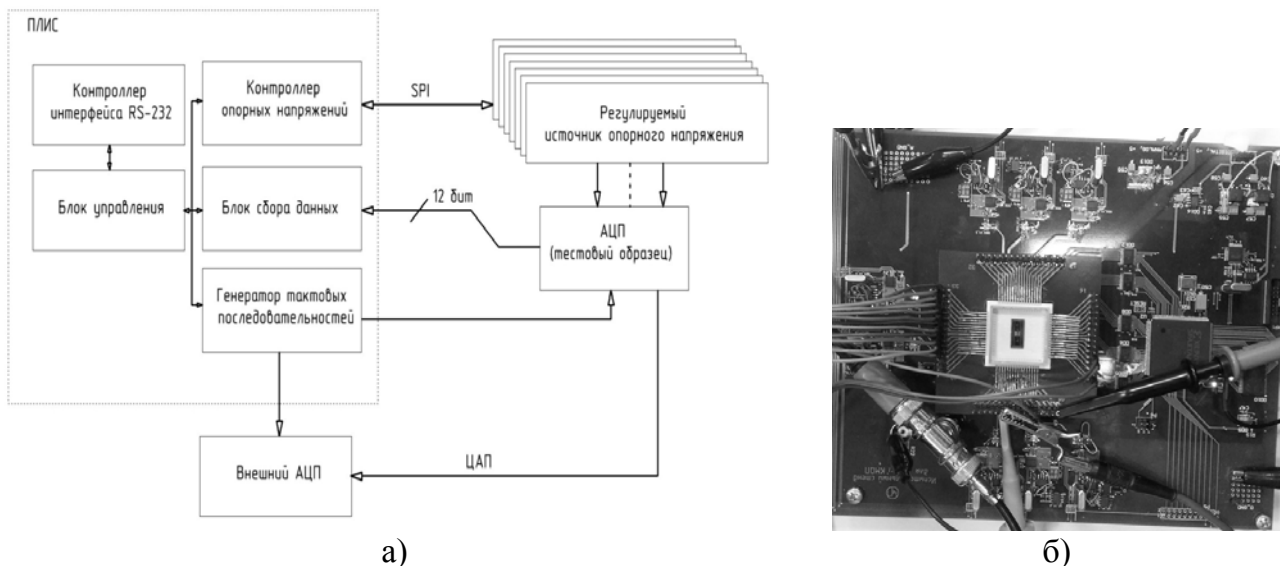 ПЛИС
Контроллер
интерфейса RS-232
Контроллер
опорных напряжений
SPI
Регулируемый
источник опорного напряжения
Блок управления
Блок сбора данных
12 бит
АЦП
(тестовый образец)
Генератор тактовых
последовательностей
Внешний АЦП
ЦАП
а)
б)